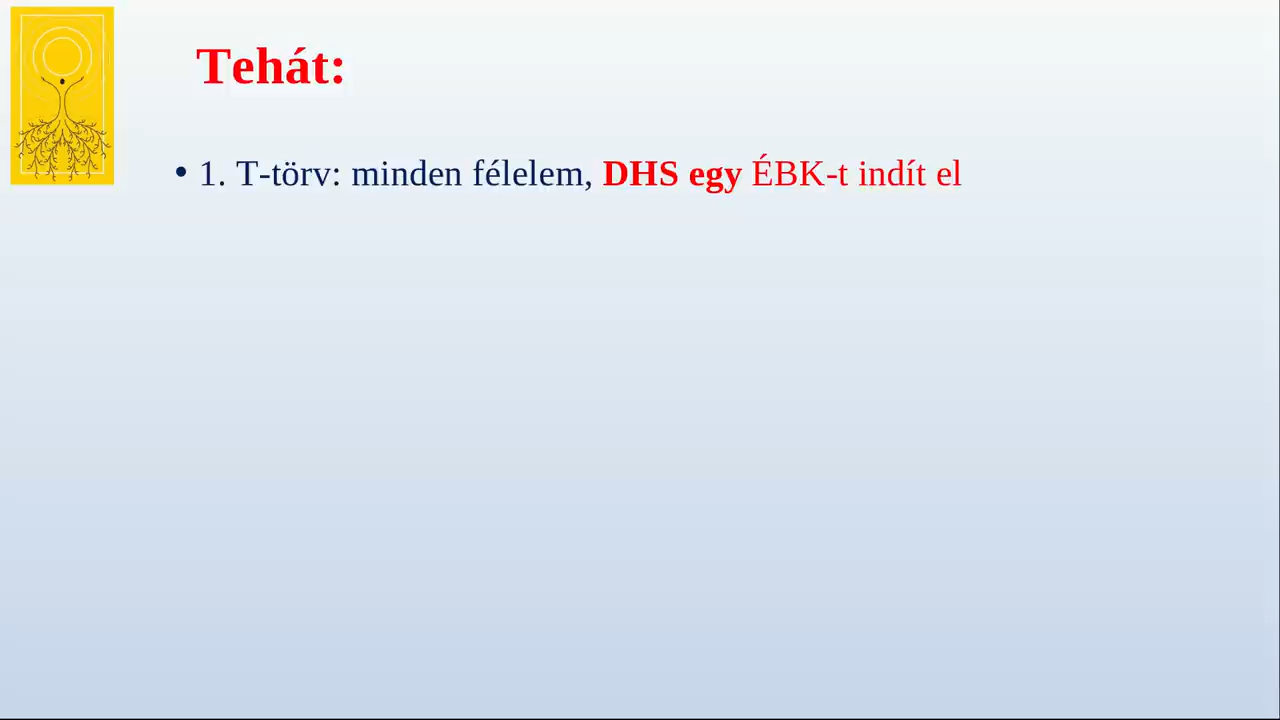 Tehát:
• 1. T-törv: minden félelem, DHS egy ÉBK-t indít el